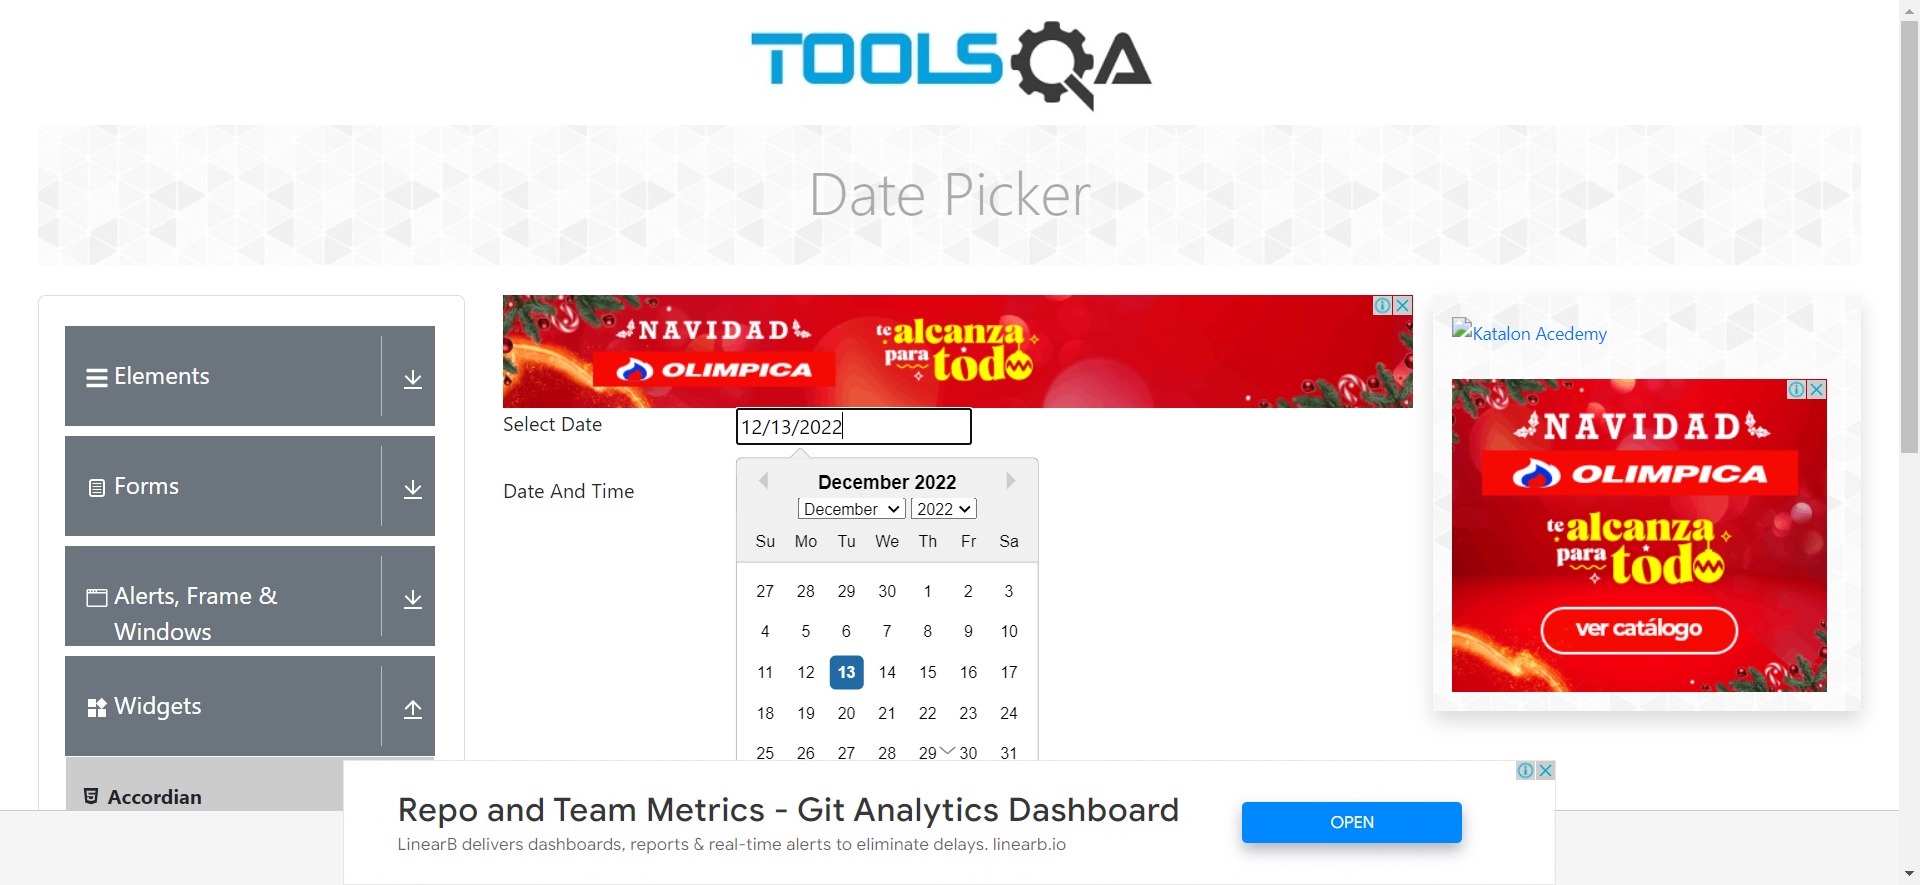 TOOLSQA
Date Picker
Elements
Forms
Alerts, Frame &
Windows
Widgets
Accordian
NAVIDAD
OLIMPICA
te alcanza
para todo
Select Date
12/13/2022
Date And Time
December 2022
December 2022
Su Mo Tu We Th Fr Sa
27 28 29 30 1 2 3
4 5 6 7 8 9 10
11 12 13 14 15 16 17
18 19 20 21 22 23 24
25 26 27 28 29 30 31
Katalon Acedemy
NAVIDAD
OLIMPICA
te alcanza
para todo
ver catálogo
Repo and Team Metrics - Git Analytics Dashboard
LinearB delivers dashboards, reports & real-time alerts to eliminate delays. linearb.io
OPEN